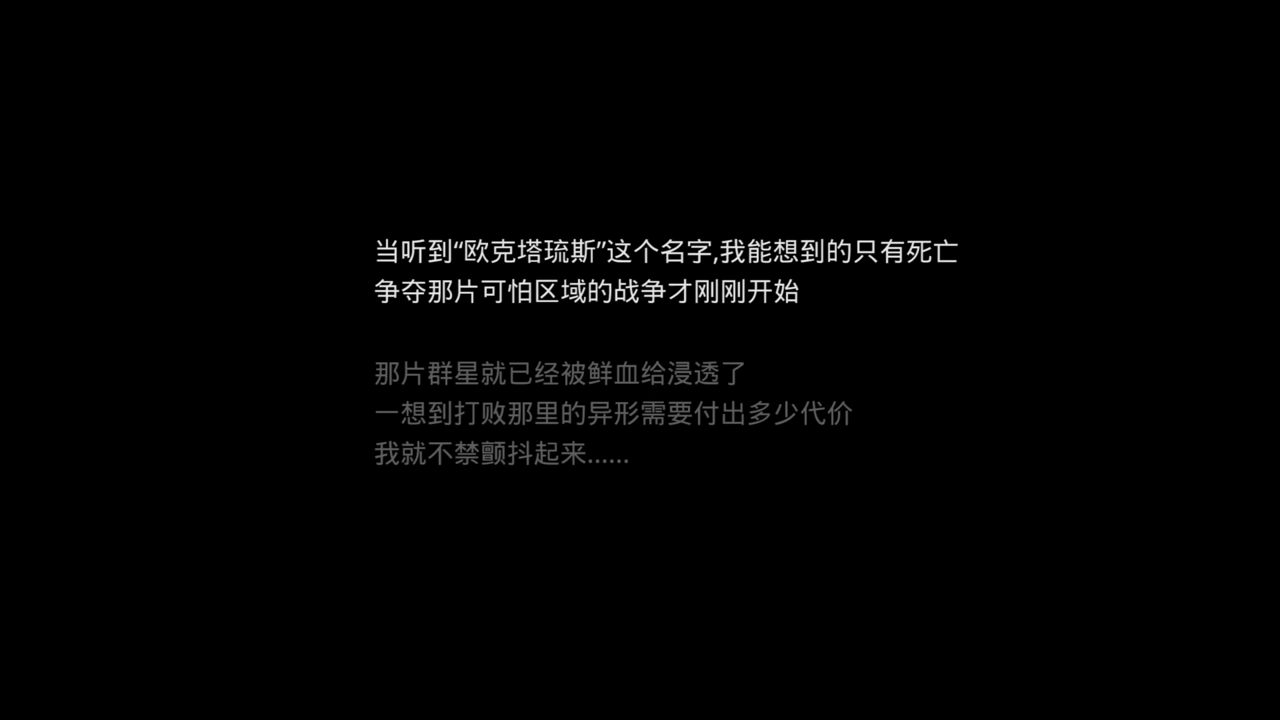 当听到“欧克塔琉斯”这个名字,我能想到的只有死亡
争夺那片可怕区域的战争才刚刚开始
那片群星就已经被鲜血给浸透了
一想到打败那里的异形需要付出多少代价
我就不禁颤抖起来......